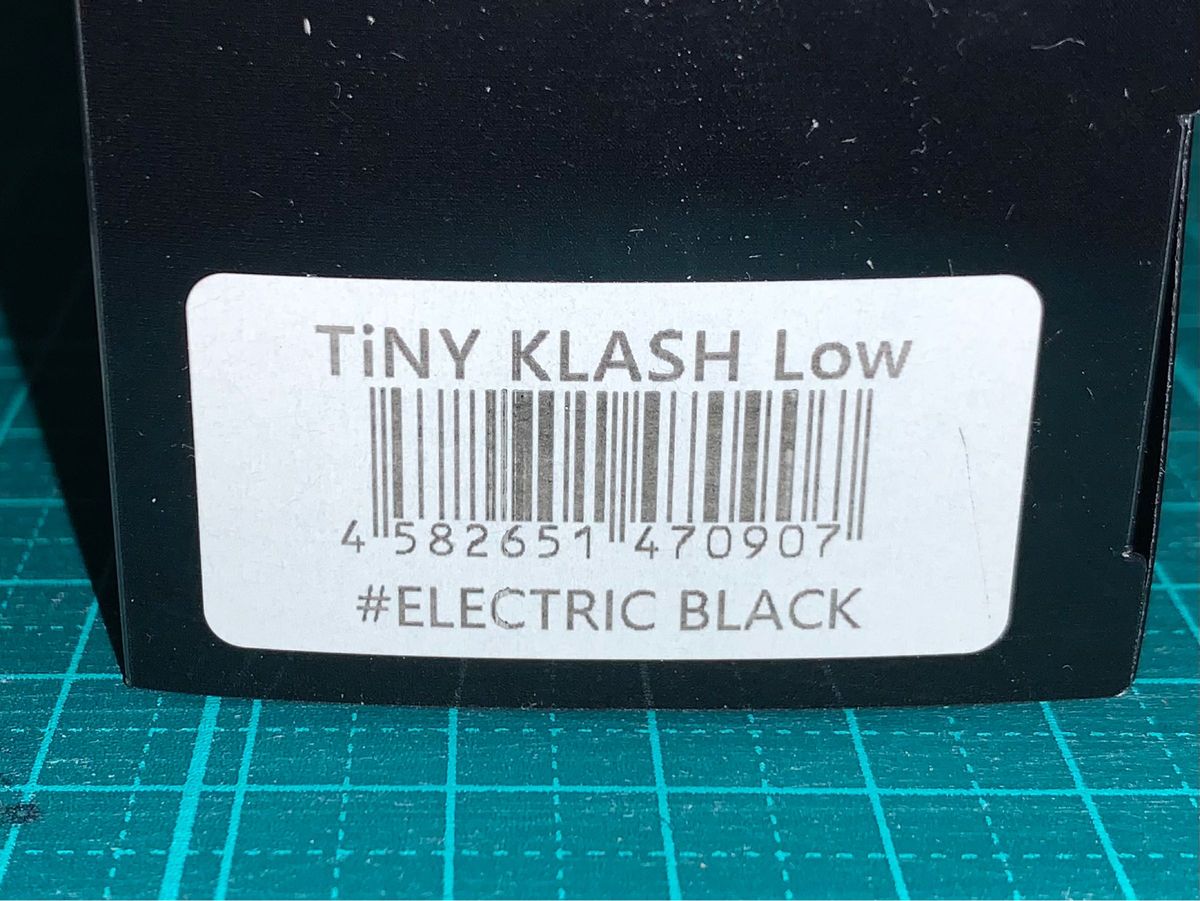 TiNY KLASH Low
4 582651 470907
#ELECTRIC BLACK